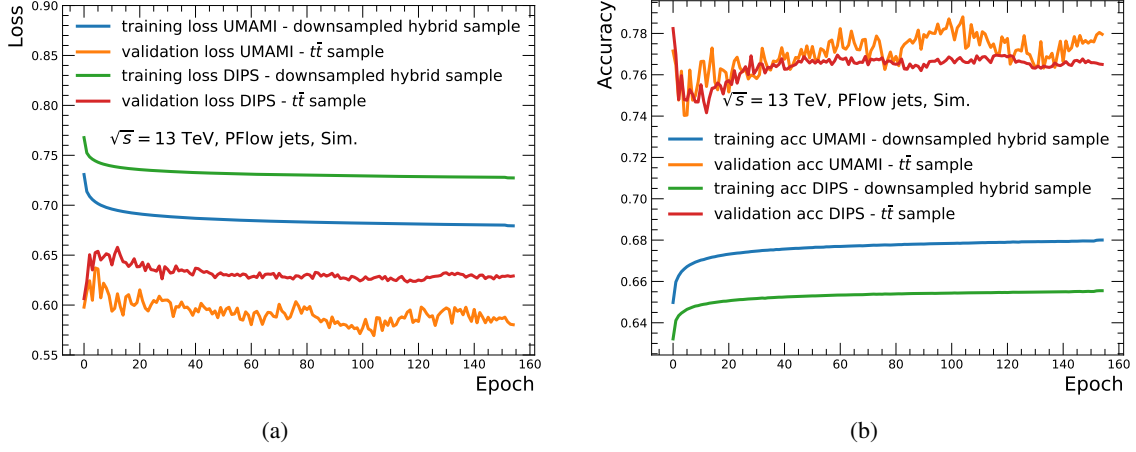 Loss
0.90
0.85
0.80
0.75
0.70
0.65
0.60
0.55
training loss UMAMI - downsampled hybrid sample
validation loss UMAMI - tt̄ sample
training loss DIPS - downsampled hybrid sample
validation loss DIPS - tt̄ sample
√s = 13 TeV, PFlow jets, Sim.
0 20 40 60 80 100 120 140 160
Epoch
(a)
Accuracy
0.78
0.76
0.74
0.72
0.70
0.68
0.66
0.64
√s = 13 TeV, PFlow jets, Sim.
training acc UMAMI - downsampled hybrid sample
validation acc UMAMI - tt̄ sample
training acc DIPS - downsampled hybrid sample
validation acc DIPS - tt̄ sample
0 20 40 60 80 100 120 140 160
Epoch
(b)